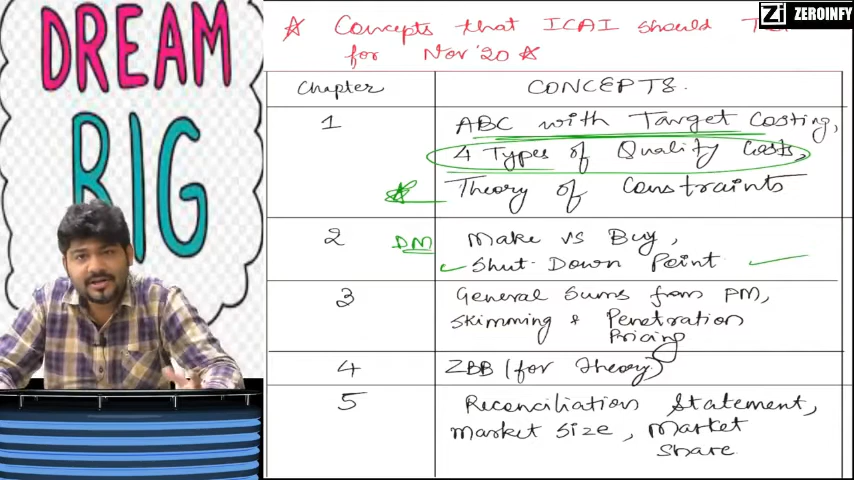 DREAM
BIG
Zi ZEROINFY
☆ Concepts that ICAI should
for Nov'20 ☆
Chapter CONCEPTS.
1 ABC with Target Costing,
4 Types of Quality Costs,
Theory of Constraints
2 DM Make vs Buy,
Shut-Down Point
3 General Sums from PM,
Skimming & Penetration
Pricing
4 ZBB (for theory)
5 Reconciliation Statement,
Market Size, Market
Share